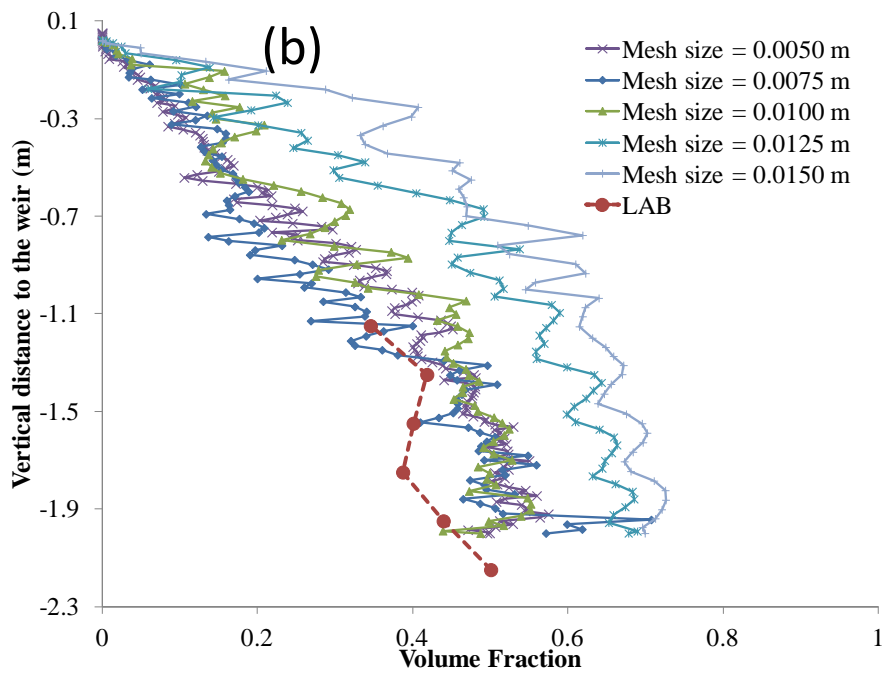 (b)
Mesh size = 0.0050 m
Mesh size = 0.0075 m
Mesh size = 0.0100 m
Mesh size = 0.0125 m
Mesh size = 0.0150 m
LAB
Vertical distance to the weir (m)
0.1
-0.3
-0.7
-1.1
-1.5
-1.9
-2.3
0
0.2
0.4
0.6
0.8
1
Volume Fraction